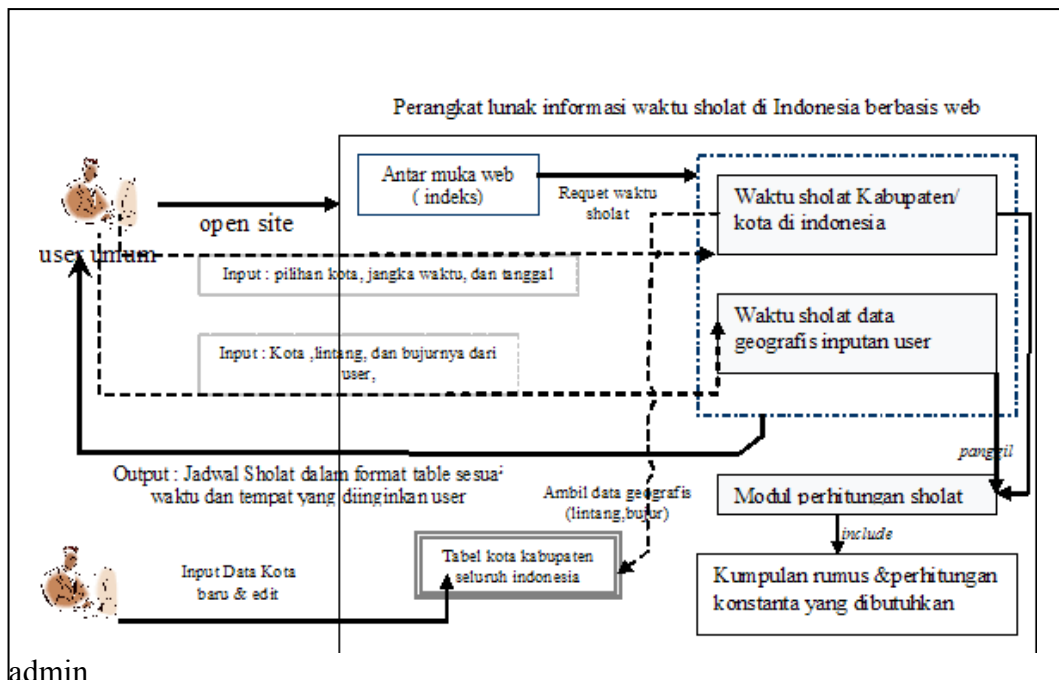 Perangkat lunak informasi waktu sholat di Indonesia berbasis web
Antar muka web
( indeks)
Requet waktu
sholat
Waktu sholat Kabupaten/
kota di indonesia
open site
user umum
Input : pilihan kota, jangka waktu, dan tanggal
Waktu sholat data
geografis inputan user
Input : Kota ,lintang, dan bujurnya dari
user,
panggil
Output : Jadwal Sholat dalam format table sesuai
waktu dan tempat yang diinginkan user
Ambil data geografis
(lintang,bujur)
Modul perhitungan sholat
include
Tabel kota kabupaten
seluruh indonesia
Input Data Kota
baru & edit
Kumpulan rumus &perhitungan
konstanta yang dibutuhkan
admin